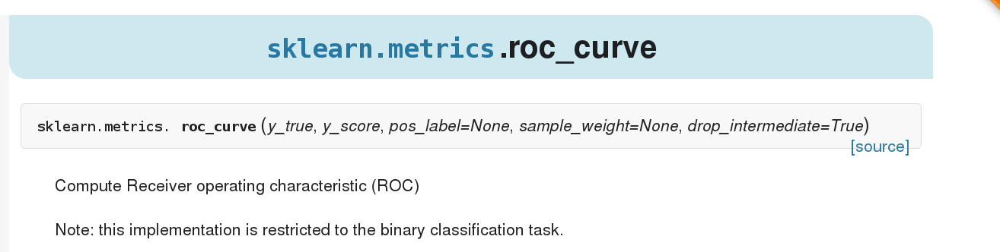 sklearn.metrics.roc_curve
sklearn.metrics. roc_curve (y_true, y_score, pos_label=None, sample_weight=None, drop_intermediate=True)
[source]
Compute Receiver operating characteristic (ROC)
Note: this implementation is restricted to the binary classification task.